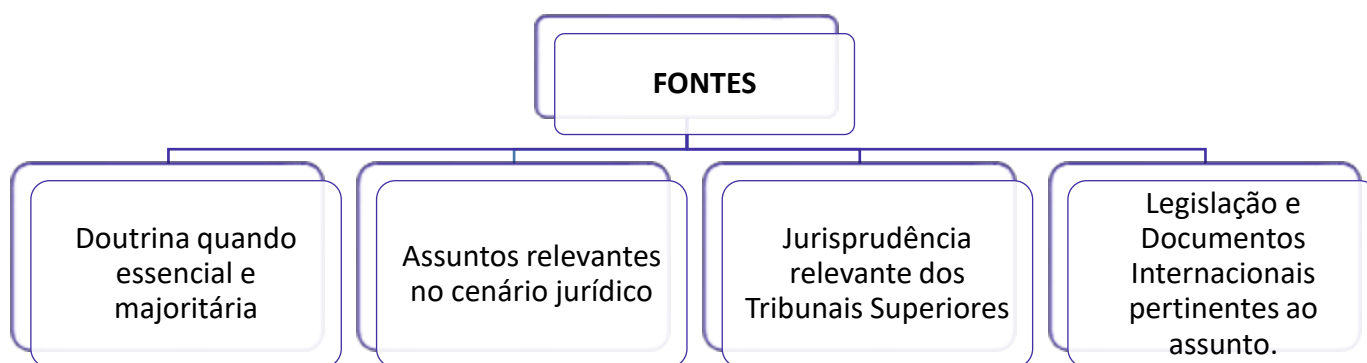 FONTES
Doutrina quando
essencial e
majoritária
Assuntos relevantes
no cenário jurídico
Jurisprudência
relevante dos
Tribunais Superiores
Legislação e
Documentos
Internacionais
pertinentes ao
assunto.